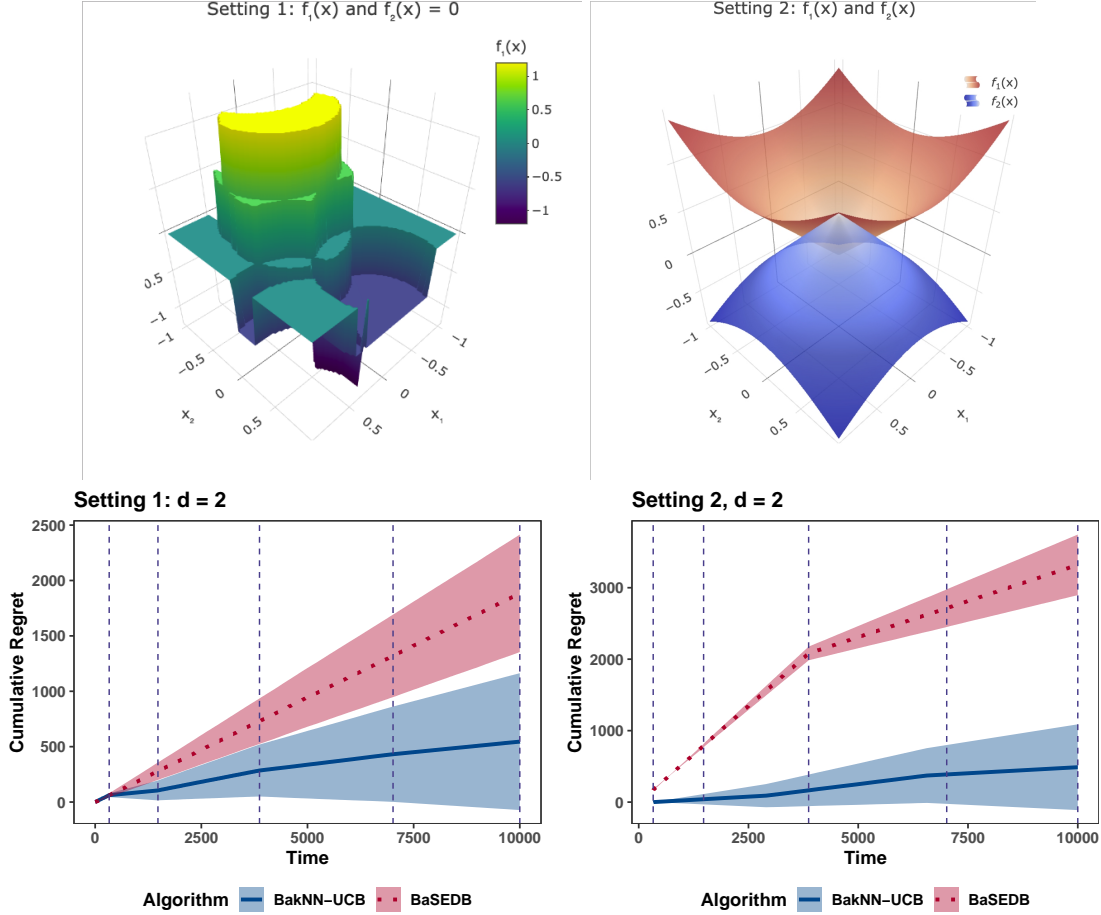 Setting 1: f₁(x) and f₂(x) = 0
f₁(x)
1
0.5
0
−0.5
−1
0.5
−1
−1
−0.5
0
0.5
x₂
−1
−0.5
0
0.5
x₁
Setting 2: f₁(x) and f₂(x)
f₁(x)
f₂(x)
0.5
0
−0.5
−1
−0.5
0
0.5
x₂
−1
−0.5
0
0.5
x₁
Setting 1: d = 2
Cumulative Regret
2500
2000
1500
1000
500
0
0 2500 5000 7500 10000
Time
Algorithm BakNN−UCB BaSEDB
Setting 2, d = 2
Cumulative Regret
3000
2000
1000
0
0 2500 5000 7500 10000
Time
Algorithm BakNN−UCB BaSEDB